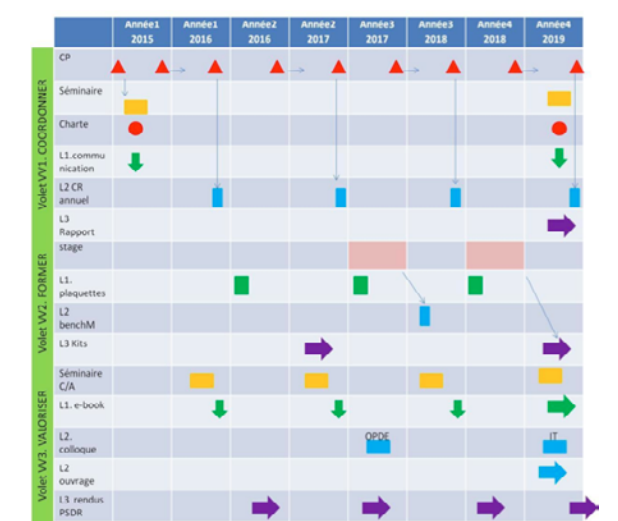 Année1 Année1 Année2 Année2 Année3 Année3 Année4 Année4
2015 2016 2016 2017 2017 2018 2018 2019
Volet VV1. COORDONNER
CP
Séminaire
Charte
L1.commu
nication
L2 CR
annuel
L3
Rapport
Volet VV2. FORMER
stage
L1.
plaquettes
L2
benchM
L3 Kits
Volet VV3. VALORISER
Séminaire
C/A
L1. e-book
L2.
colloque
OPDE
IT
L2
ouvrage
L3. rendus
PSDR